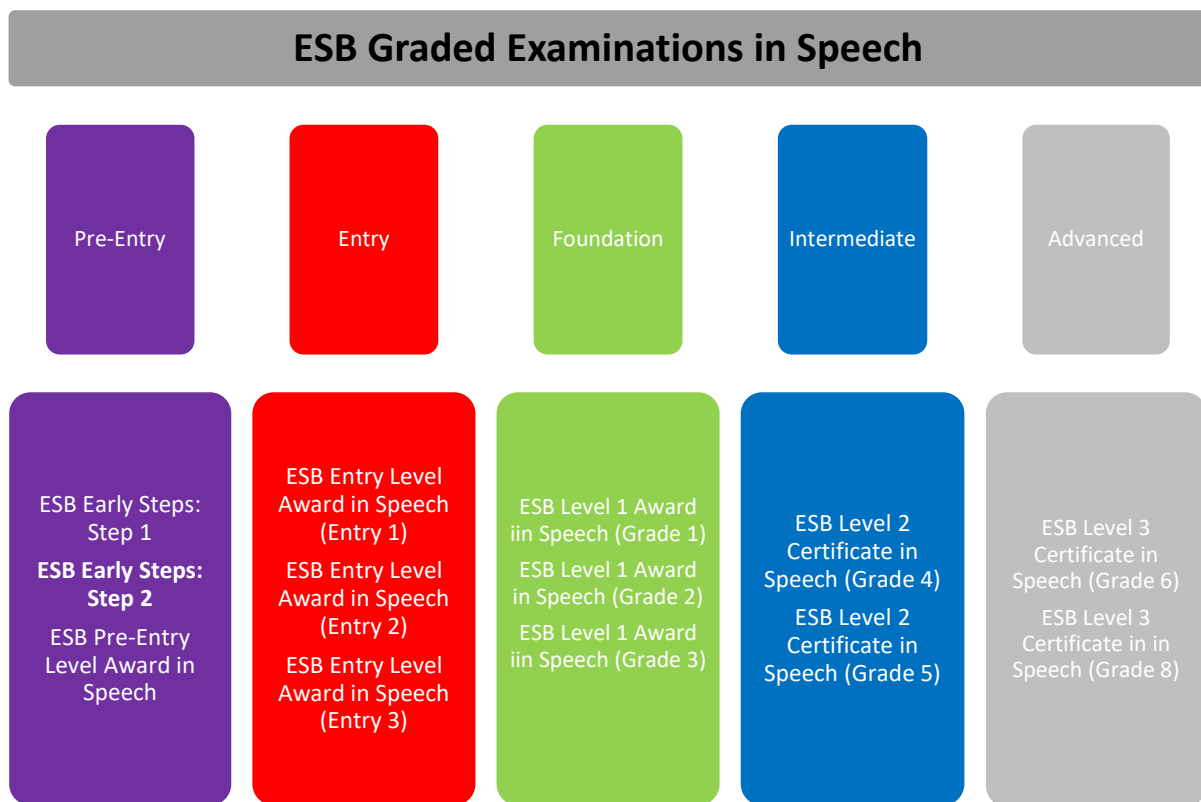 ESB Graded Examinations in Speech
Pre-Entry
Entry
Foundation
Intermediate
Advanced
ESB Early Steps:
Step 1
ESB Early Steps:
Step 2
ESB Pre-Entry
Level Award in
Speech
ESB Entry Level
Award in Speech
(Entry 1)
ESB Entry Level
Award in Speech
(Entry 2)
ESB Entry Level
Award in Speech
(Entry 3)
ESB Level 1 Award
iin Speech (Grade 1)
ESB Level 1 Award
in Speech (Grade 2)
ESB Level 1 Award
iin Speech (Grade 3)
ESB Level 2
Certificate in
Speech (Grade 4)
ESB Level 2
Certificate in
Speech (Grade 5)
ESB Level 3
Certificate in
Speech (Grade 6)
ESB Level 3
Certificate in in
Speech (Grade 8)